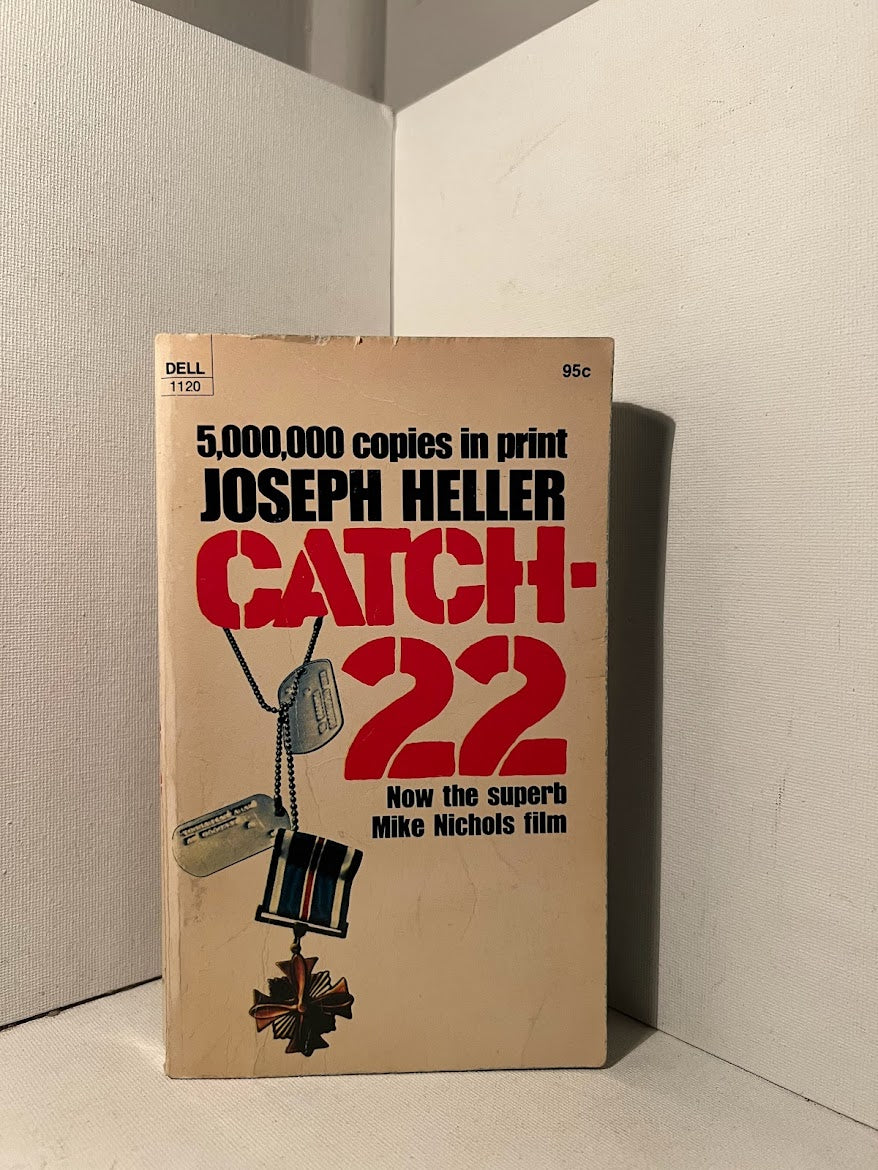 DELL
1120
95c
5,000,000 copies in print
JOSEPH HELLER
CATCH-
22
Now the superb
Mike Nichols film